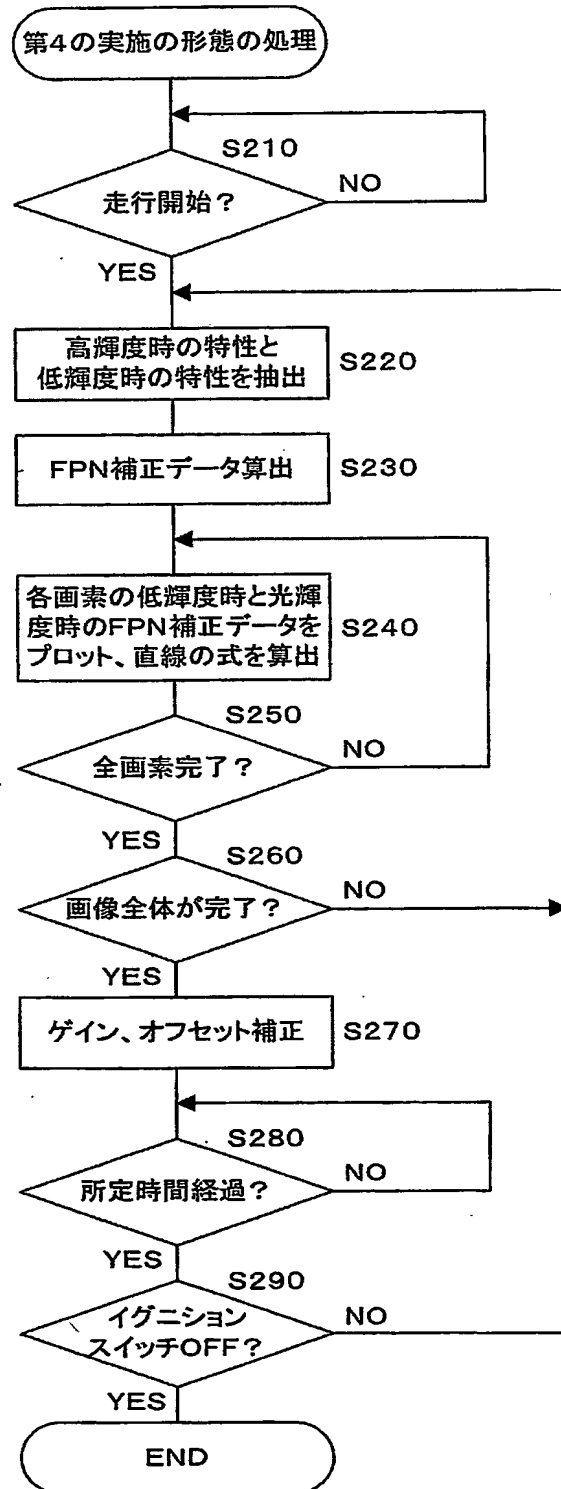 第4の実施の形態の処理
S210
走行開始？
NO
YES
高輝度時の特性と
低輝度時の特性を抽出
S220
FPN補正データ算出
S230
各画素の低輝度時と光輝
度時のFPN補正データを
プロット、直線の式を算出
S240
S250
全画素完了？
NO
YES
S260
画像全体が完了？
NO
YES
ゲイン、オフセット補正
S270
S280
所定時間経過？
NO
YES
S290
イグニション
スイッチOFF？
NO
YES
END